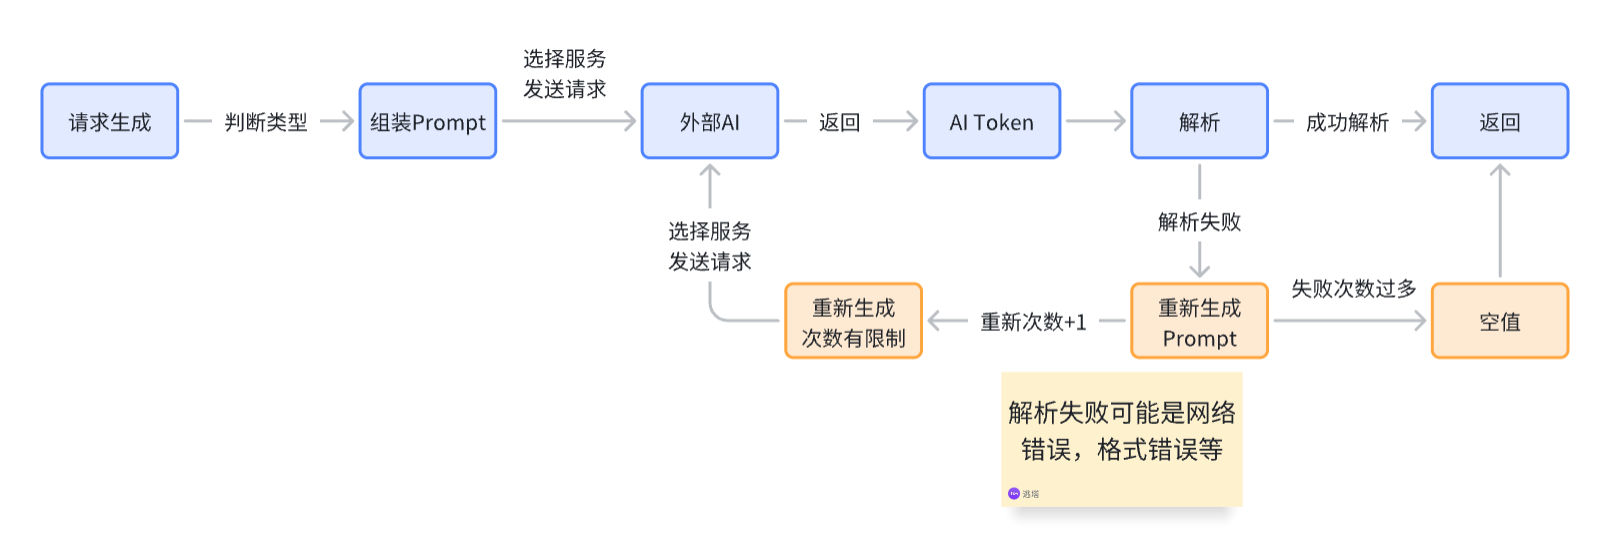 选择服务
发送请求
请求生成
判断类型
组装Prompt
外部AI
返回
AI Token
解析
成功解析
返回
选择服务
发送请求
解析失败
重新生成
次数有限制
重新次数+1
重新生成
Prompt
失败次数过多
空值
解析失败可能是网络
错误，格式错误等